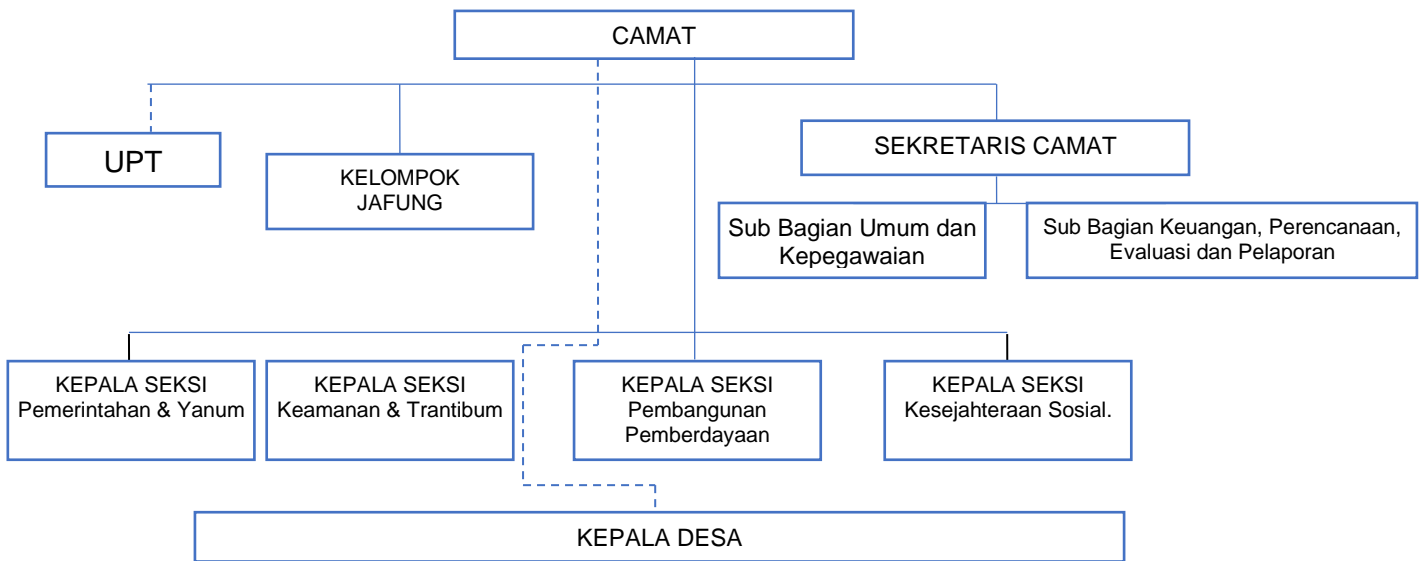 CAMAT
UPT
KELOMPOK
JAFUNG
SEKRETARIS CAMAT
Sub Bagian Umum dan
Kepegawaian
Sub Bagian Keuangan, Perencanaan,
Evaluasi dan Pelaporan
KEPALA SEKSI
Pemerintahan & Yanum
KEPALA SEKSI
Keamanan & Trantibum
KEPALA SEKSI
Pembangunan
Pemberdayaan
KEPALA SEKSI
Kesejahteraan Sosial.
KEPALA DESA